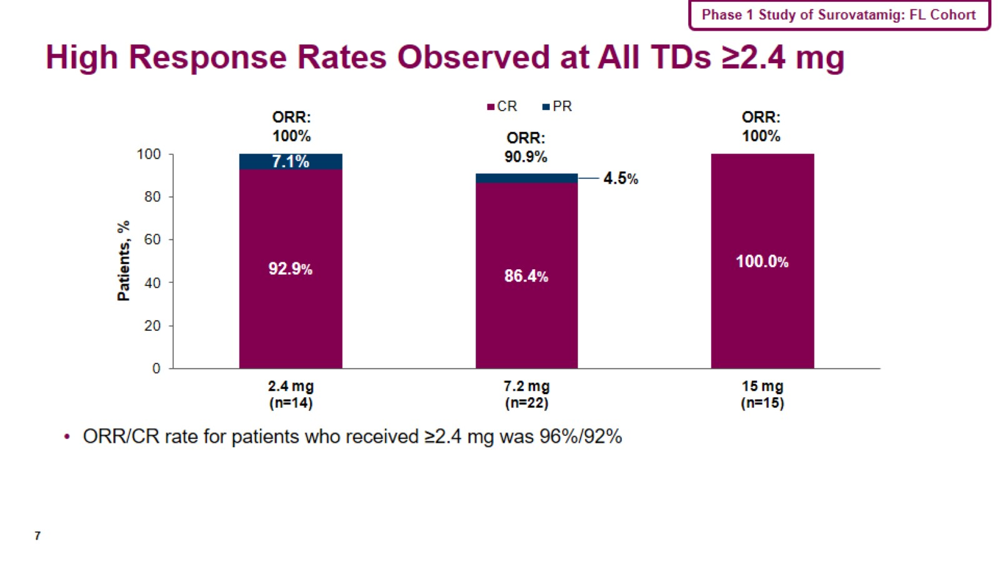 Phase 1 Study of Surovatamig: FL Cohort
High Response Rates Observed at All TDs ≥2.4 mg
CR PR
ORR:
100%
ORR:
90.9%
ORR:
100%
Patients, %
100
80
60
40
20
0
7.1%
92.9%
4.5%
86.4%
100.0%
2.4 mg
(n=14)
7.2 mg
(n=22)
15 mg
(n=15)
• ORR/CR rate for patients who received ≥2.4 mg was 96%/92%
7